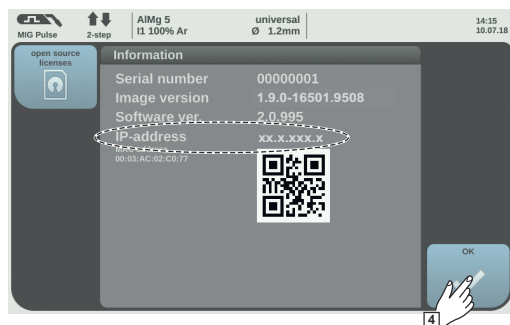 AlMg 5 universal 14:15
MIG Pulse 2-step I1 100% Ar Ø 1.2mm 10.07.18
open source
licenses
Information
Serial number 00000001
Image version 1.9.0-16501.9508
Software ver. 2.0.995
IP-address xx.x.xxx.x
00:03:AC:02:C0:77
OK
4